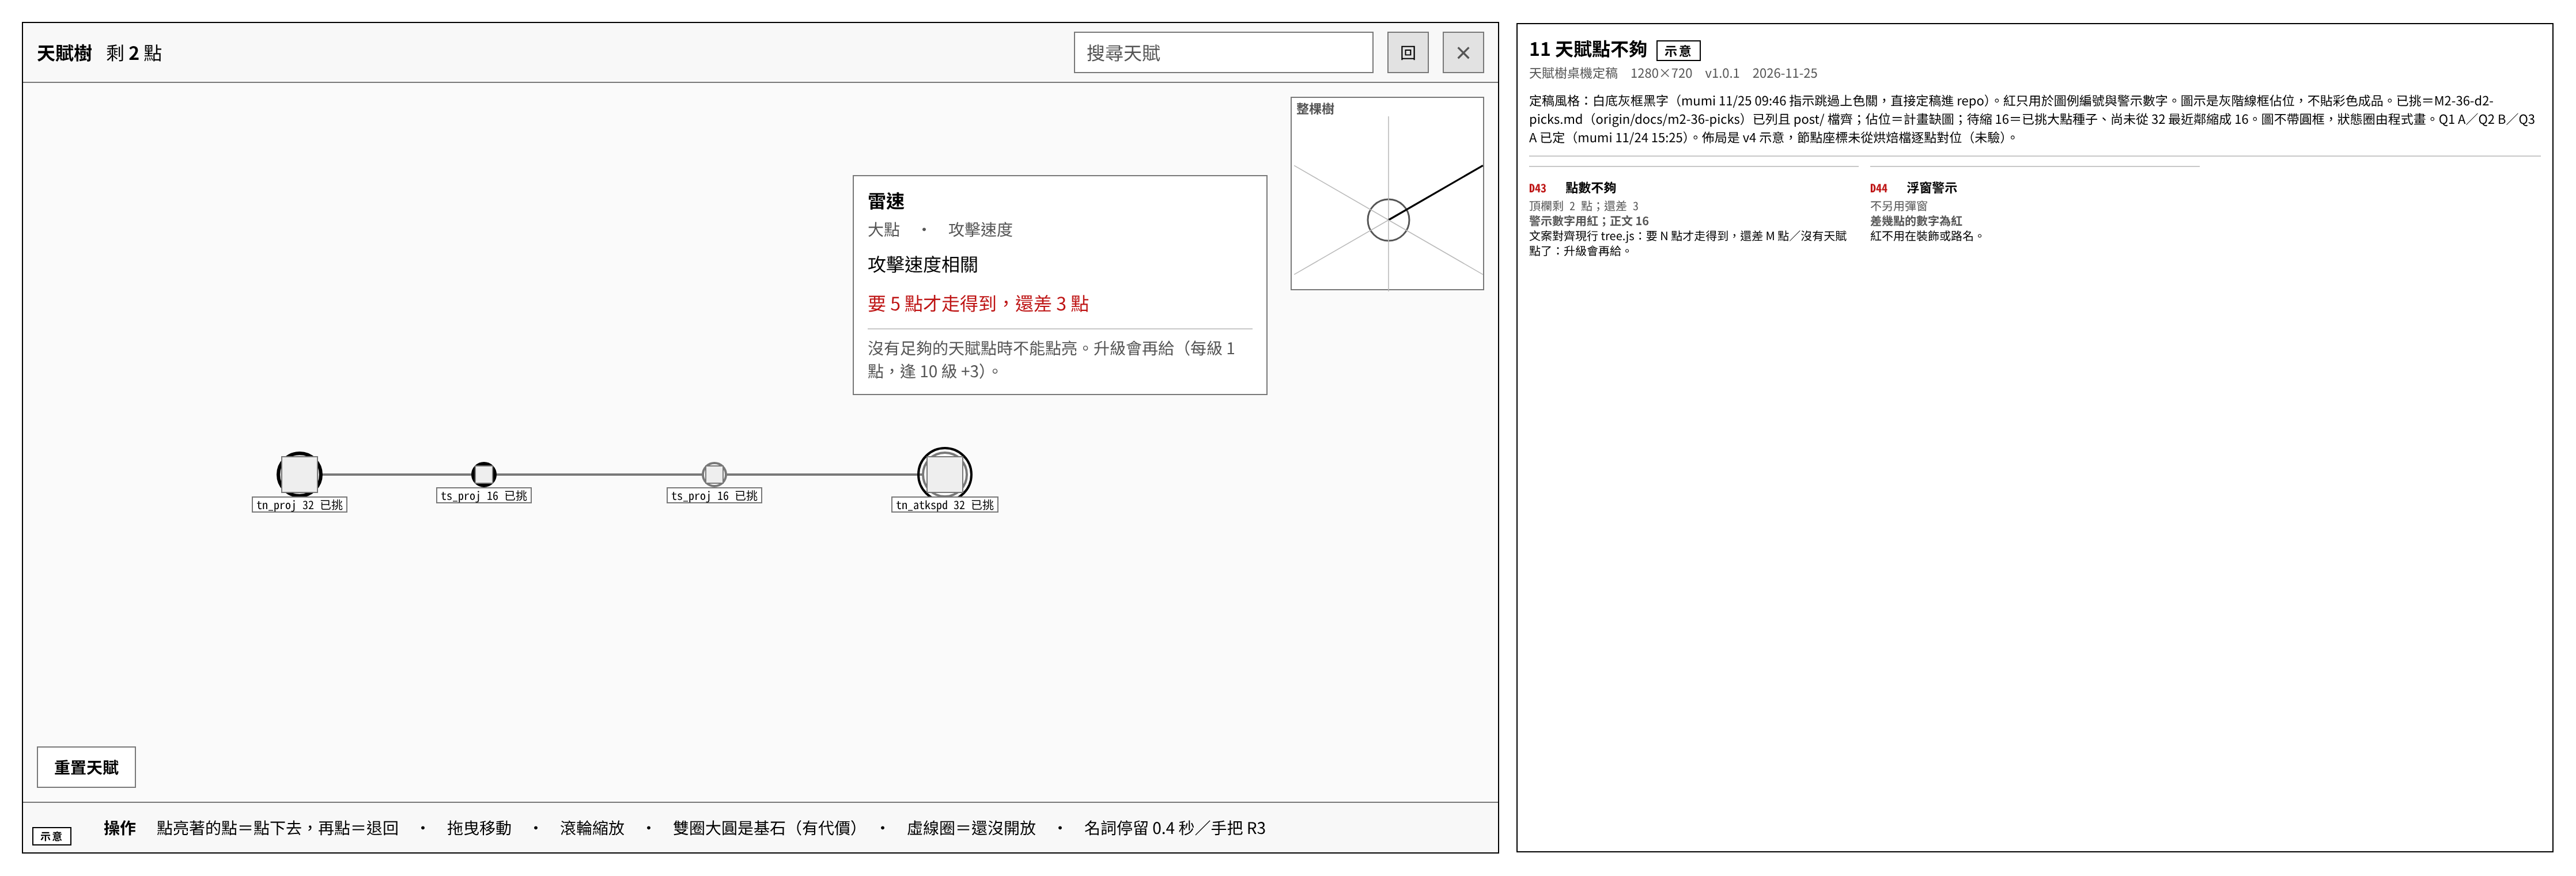 天賦樹 剩 2 點
搜尋天賦
回
×
整棵樹
雷速
大點 · 攻擊速度
攻擊速度相關
要 5 點才走得到，還差 3 點
沒有足夠的天賦點時不能點亮。升級會再給（每級 1
點，逢 10 級 +3）。
tn_proj 32 已挑
ts_proj 16 已挑
ts_proj 16 已挑
tn_atkspd 32 已挑
重置天賦
示意
操作 點亮著的點＝點下去，再點＝退回 · 拖曳移動 · 滾輪縮放 · 雙圈大圓是基石（有代價） · 虛線圈＝還沒開放 · 名詞停留 0.4 秒／手把 R3
11 天賦點不夠 示意
天賦樹桌機定稿 1280×720 v1.0.1 2026-11-25
定稿風格：白底灰框黑字（mumi 11/25 09:46 指示跳過上色關，直接定稿進 repo）。紅只用於圖例編號與警示數字。圖示是灰階線框佔位，不貼彩色成品。已挑＝M2-36-d2-
picks.md（origin/docs/m2-36-picks）已列且 post/ 檔齊；佔位＝計畫缺圖；待縮 16＝已挑大點種子、尚未從 32 最近鄰縮成 16。圖不帶圓框，狀態圈由程式畫。Q1 A／Q2 B／Q3
A 已定（mumi 11/24 15:25）。佈局是 v4 示意，節點座標未從烘焙檔逐點對位（未驗）。
D43 點數不夠
頂欄剩 2 點；還差 3
警示數字用紅；正文 16
文案對齊現行 tree.js：要 N 點才走得到，還差 M 點／沒有天賦
點了：升級會再給。
D44 浮窗警示
不另用彈窗
差幾點的數字為紅
紅不用在裝飾或路名。